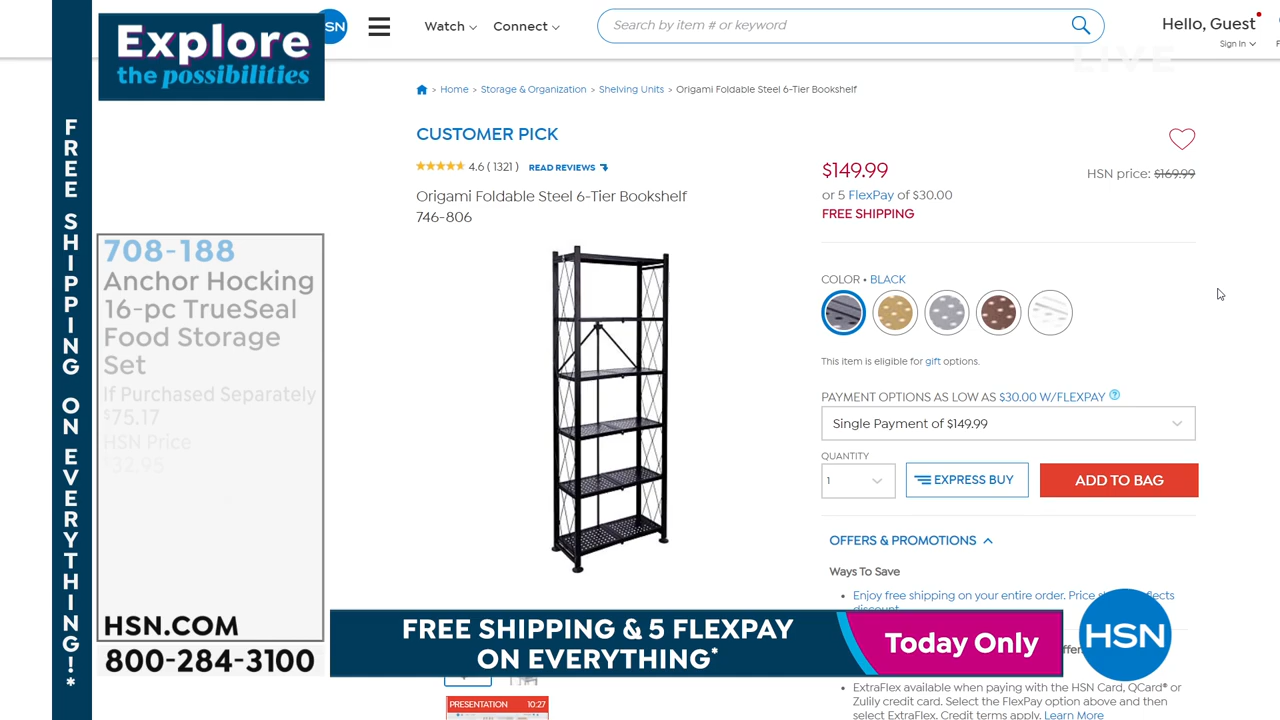 Explore
the possibilities
FREE SHIPPING ON EVERYTHING!*
SN
Watch
Connect
Search by item # or keyword
Hello, Guest
Sign In
LIVE
> Home > Storage & Organization > Shelving Units > Origami Foldable Steel 6-Tier Bookshelf
CUSTOMER PICK
4.6 ( 1321 ) READ REVIEWS
Origami Foldable Steel 6-Tier Bookshelf
746-806
$149.99
HSN price: $169.99
or 5 FlexPay of $30.00
FREE SHIPPING
708-188
Anchor Hocking
16-pc TrueSeal
Food Storage
Set
If Purchased Separately
$75.17
HSN Price
$32.95
HSN.COM
800-284-3100
COLOR • BLACK
This item is eligible for gift options.
PAYMENT OPTIONS AS LOW AS $30.00 W/FLEXPAY ?
Single Payment of $149.99
QUANTITY
1
EXPRESS BUY
ADD TO BAG
OFFERS & PROMOTIONS
Ways To Save
• Enjoy free shipping on your entire order. Price
discount.
FREE SHIPPING & 5 FLEXPAY
ON EVERYTHING*
Today Only
HSN
• ExtraFlex available when paying with the HSN Card, QCard® or
Zulily credit card. Select the FlexPay option above and then
select ExtraFlex. Credit terms apply. Learn More
PRESENTATION 10:27